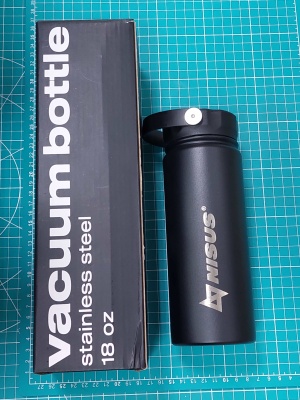 vacuum bottle
stainless steel
18 oz
NISUS®